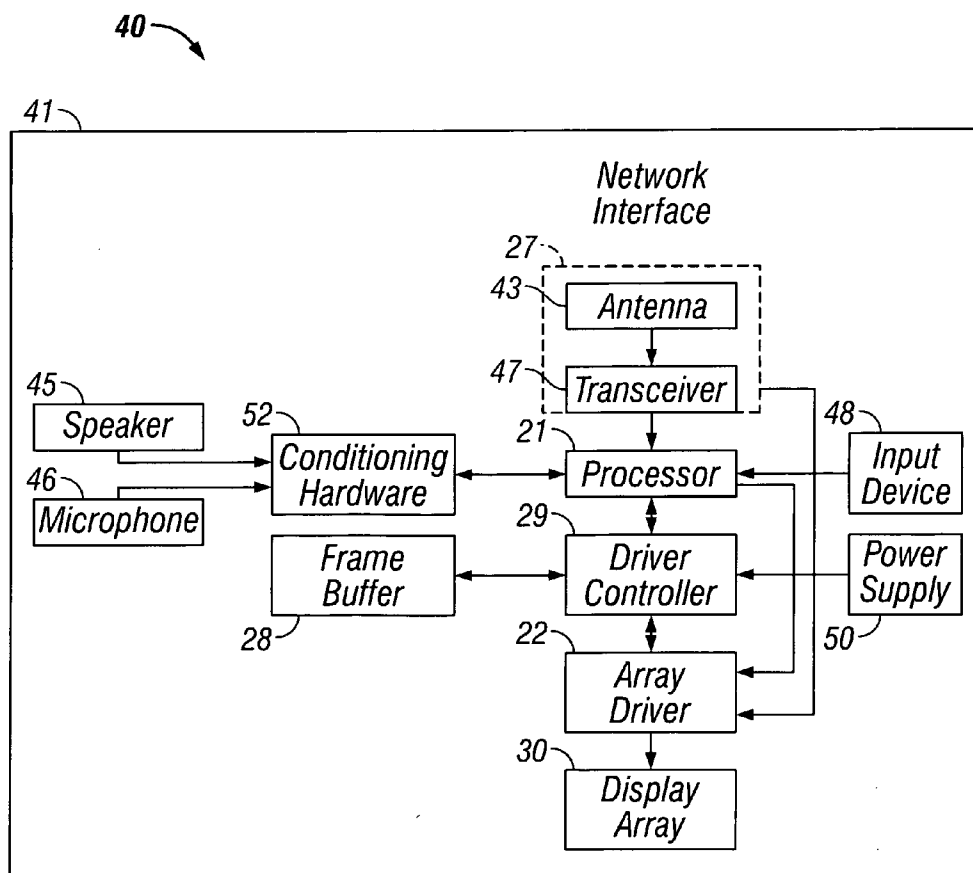 40
41
Network
Interface
27
43
Antenna
47
Transceiver
45
Speaker
52
Conditioning
Hardware
21
Processor
48
Input
Device
46
Microphone
29
Driver
Controller
Frame
Buffer
28
Power
Supply
50
22
Array
Driver
30
Display
Array